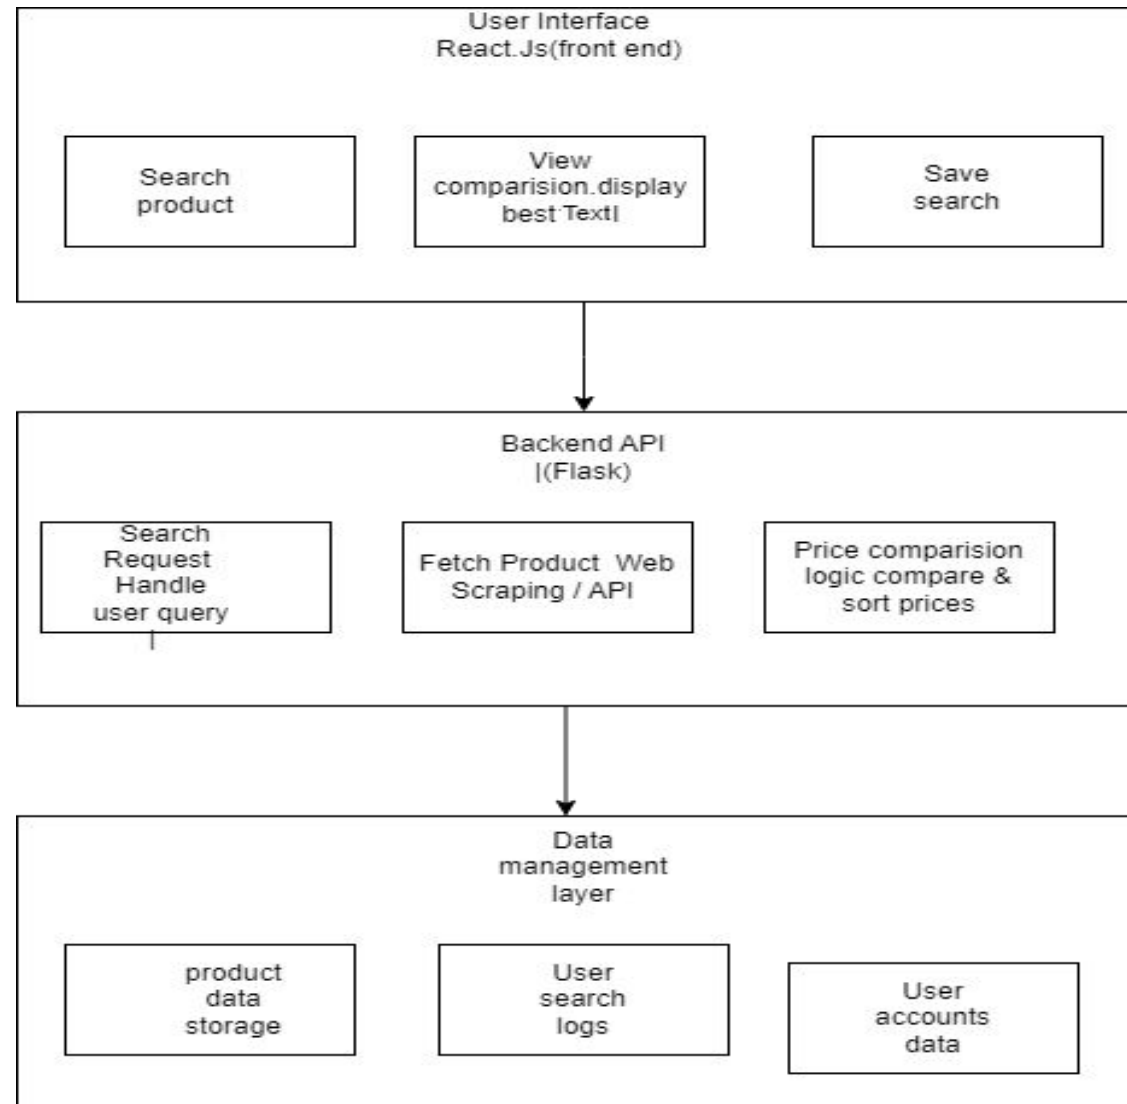 User Interface
React.Js(front end)
Search
product
View
comparision.display
best Text|
Save
search
Backend API
|(Flask)
Search
Request
Handle
user query
|
Fetch Product Web
Scraping / API
Price comparision
logic compare &
sort prices
Data
management
layer
product
data
storage
User
search
logs
User
accounts
data